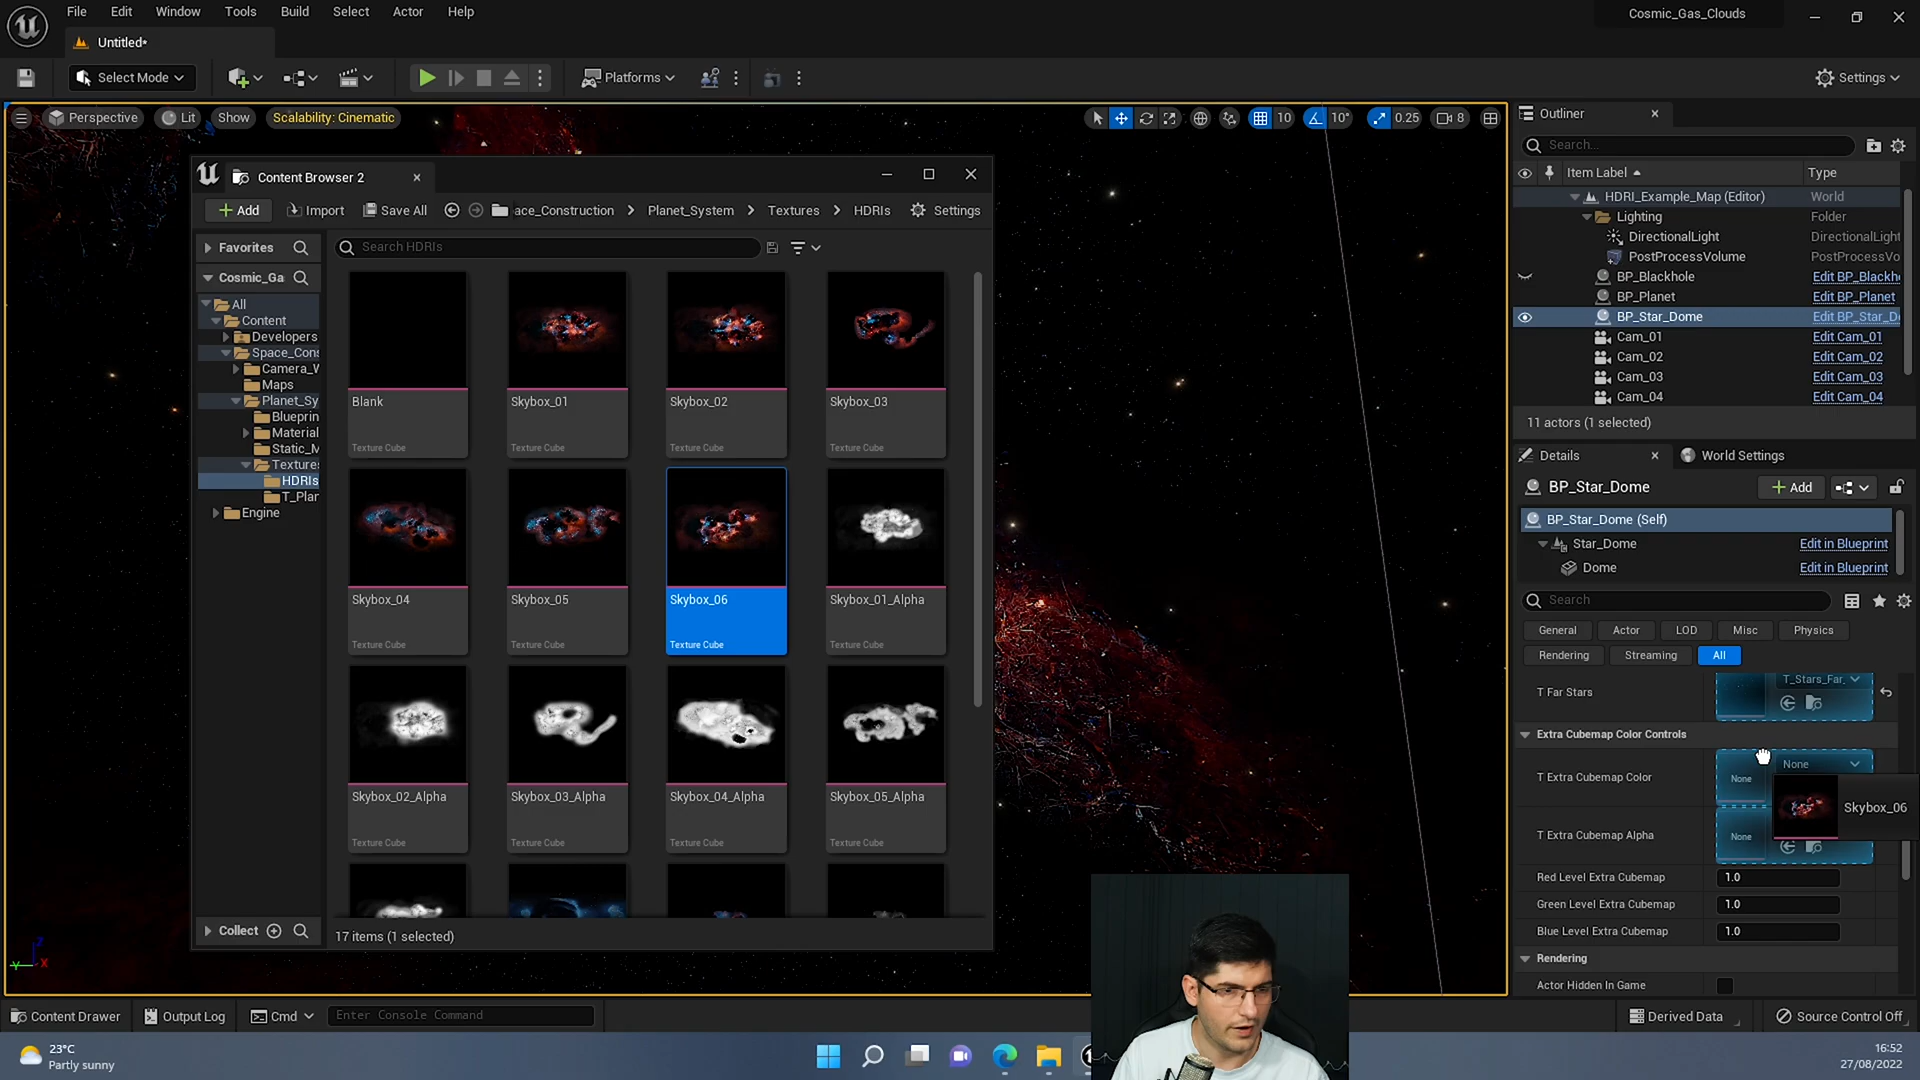 File Edit Window Tools Build Select Actor Help
Cosmic_Gas_Clouds
Untitled*
Select Mode
Platforms
Settings
Perspective Lit Show Scalability: Cinematic
10 10° 0.25 8
Content Browser 2
Add Import Save All ace_Construction Planet_System Textures HDRIs Settings
Favorites
Search HDRIs
Cosmic_Ga
All
Content
Developers
Space_Cons
Camera_V
Maps
Planet_Sy
Blueprin
Material
Static_M
Textures
HDRIs
T_Plan
Engine
Collect
Blank
Texture Cube
Skybox_01
Texture Cube
Skybox_02
Texture Cube
Skybox_03
Texture Cube
Skybox_04
Texture Cube
Skybox_05
Texture Cube
Skybox_06
Texture Cube
Skybox_01_Alpha
Texture Cube
Skybox_02_Alpha
Texture Cube
Skybox_03_Alpha
Texture Cube
Skybox_04_Alpha
Texture Cube
Skybox_05_Alpha
Texture Cube
17 items (1 selected)
Outliner
Search...
Item Label Type
HDRI_Example_Map (Editor) World
Lighting Folder
DirectionalLight DirectionalLight
PostProcessVolume PostProcessVo
BP_Blackhole Edit BP_Blackh
BP_Planet Edit BP_Planet
BP_Star_Dome Edit BP_Star_D
Cam_01 Edit Cam_01
Cam_02 Edit Cam_02
Cam_03 Edit Cam_03
Cam_04 Edit Cam_04
11 actors (1 selected)
Details World Settings
BP_Star_Dome Add
BP_Star_Dome (Self)
Star_Dome Edit in Blueprint
Dome Edit in Blueprint
Search
General Actor LOD Misc Physics
Rendering Streaming All
T Far Stars T_Stars_Far_
Extra Cubemap Color Controls
T Extra Cubemap Color None None
Skybox_06
T Extra Cubemap Alpha None
Red Level Extra Cubemap 1.0
Green Level Extra Cubemap 1.0
Blue Level Extra Cubemap 1.0
Rendering
Actor Hidden In Game
Content Drawer Output Log Cmd Enter Console Command Derived Data Source Control Off
23°C
Partly sunny
16:52
27/08/2022
Z
Y
X